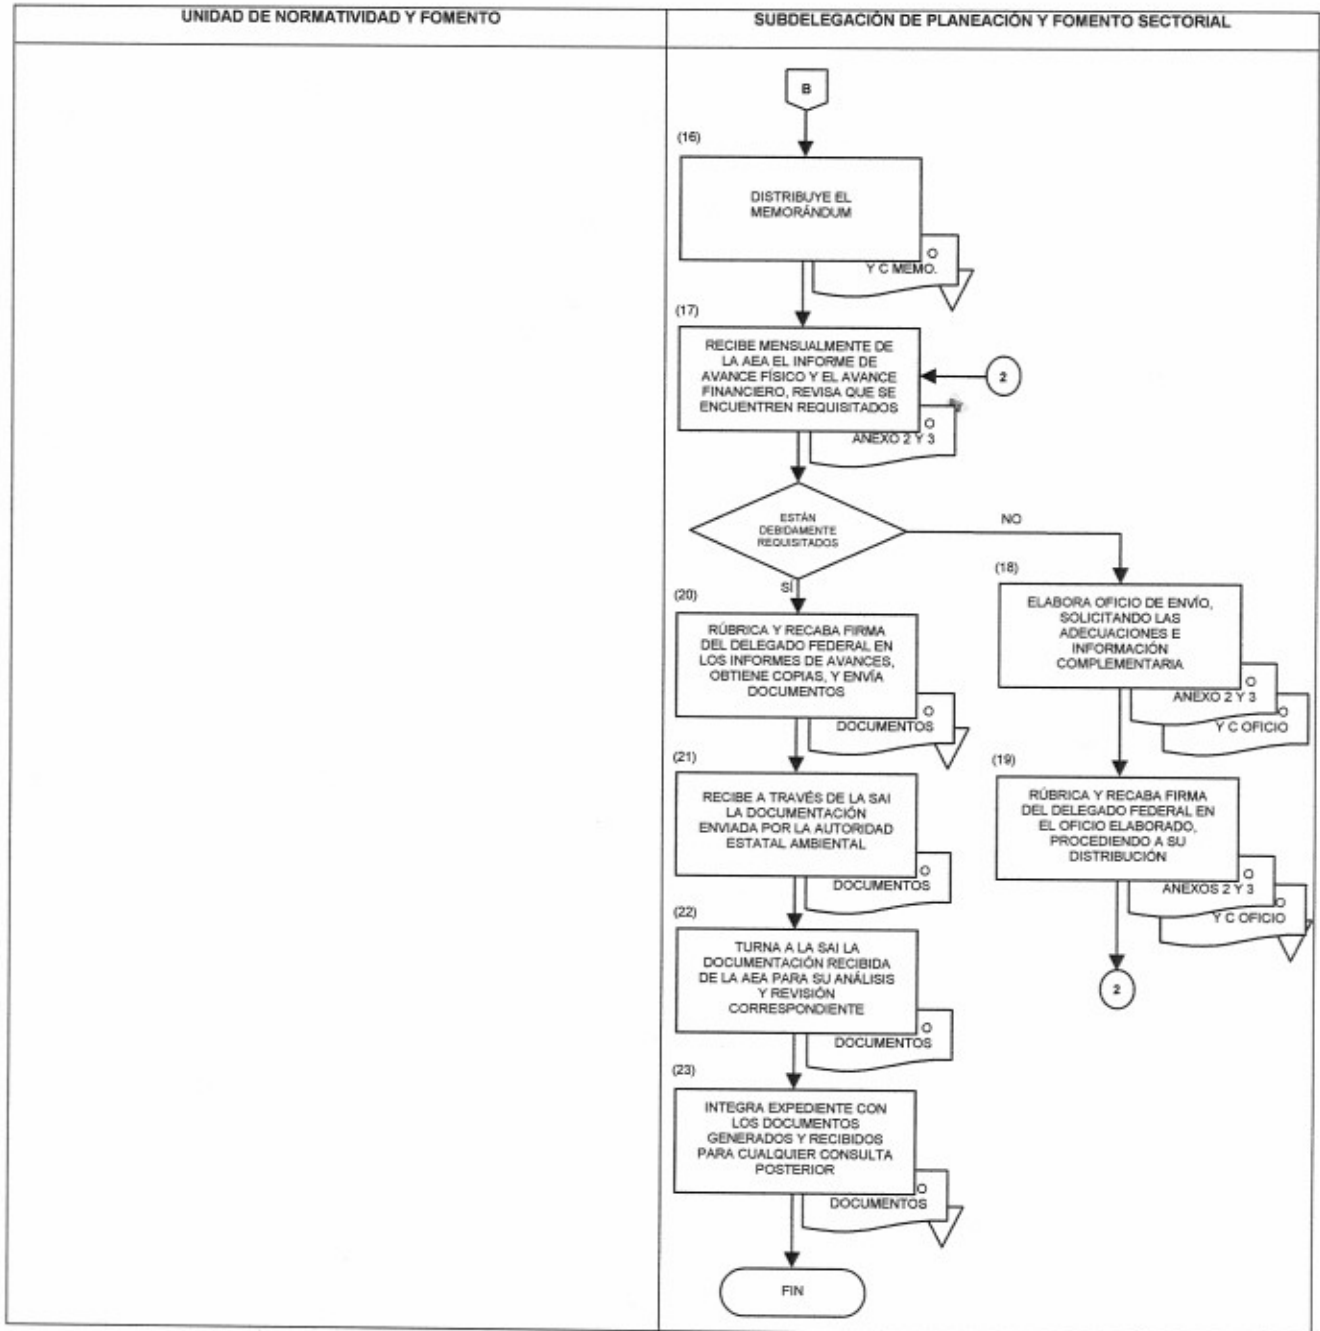 UNIDAD DE NORMATIVIDAD Y FOMENTO
SUBDELEGACIÓN DE PLANEACIÓN Y FOMENTO SECTORIAL
B
(16)
DISTRIBUYE EL
MEMORÁNDUM
O
Y C MEMO.
(17)
RECIBE MENSUALMENTE DE
LA AEA EL INFORME DE
AVANCE FÍSICO Y EL AVANCE
FINANCIERO, REVISA QUE SE
ENCUENTREN REQUISITADOS
2
O
ANEXO 2 Y 3
ESTÁN
DEBIDAMENTE
REQUISITADOS
NO
SÍ
(18)
ELABORA OFICIO DE ENVÍO,
SOLICITANDO LAS
ADECUACIONES E
INFORMACIÓN
COMPLEMENTARIA
O
ANEXO 2 Y 3
O
Y C OFICIO
(19)
RÚBRICA Y RECABA FIRMA
DEL DELEGADO FEDERAL EN
EL OFICIO ELABORADO,
PROCEDIENDO A SU
DISTRIBUCIÓN
O
ANEXOS 2 Y 3
O
Y C OFICIO
2
(20)
RÚBRICA Y RECABA FIRMA
DEL DELEGADO FEDERAL EN
LOS INFORMES DE AVANCES,
OBTIENE COPIAS, Y ENVÍA
DOCUMENTOS
O
DOCUMENTOS
(21)
RECIBE A TRAVÉS DE LA SAI
LA DOCUMENTACIÓN
ENVIADA POR LA AUTORIDAD
ESTATAL AMBIENTAL
O
DOCUMENTOS
(22)
TURNA A LA SAI LA
DOCUMENTACIÓN RECIBIDA
DE LA AEA PARA SU ANÁLISIS
Y REVISIÓN
CORRESPONDIENTE
O
DOCUMENTOS
(23)
INTEGRA EXPEDIENTE CON
LOS DOCUMENTOS
GENERADOS Y RECIBIDOS
PARA CUALQUIER CONSULTA
POSTERIOR
O
DOCUMENTOS
FIN